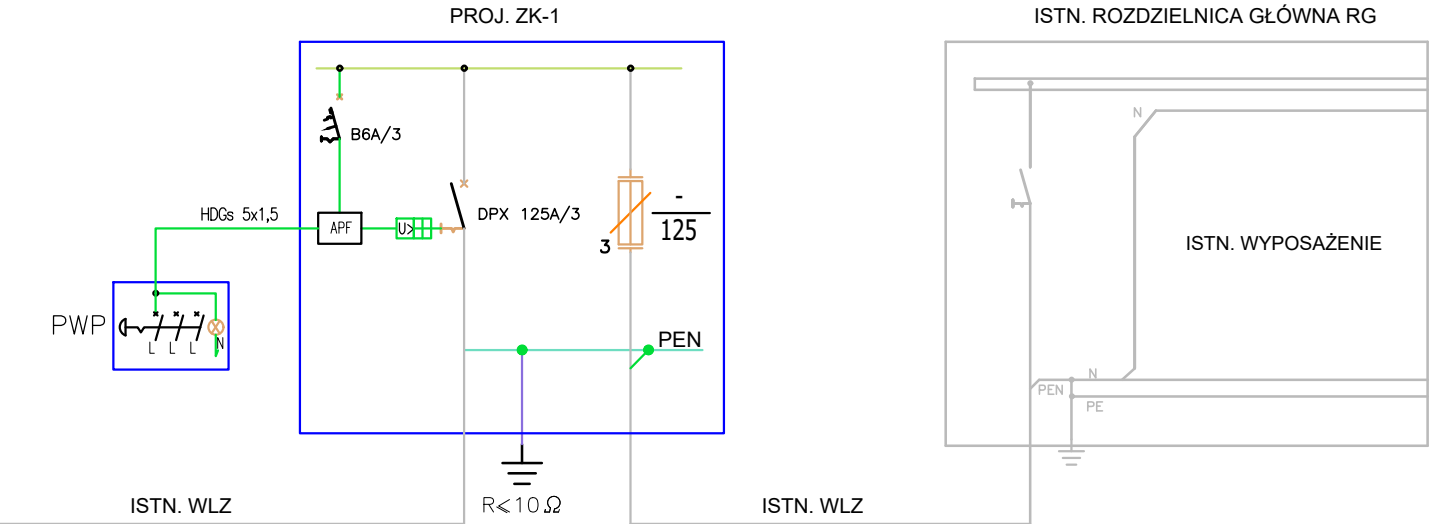 PROJ. ZK-1
ISTN. ROZDZIELNICA GŁÓWNA RG
B6A/3
N
HDGs 5x1,5
APF
U>
DPX 125A/3
-
125
3
ISTN. WYPOSAŻENIE
PWP
L L L N
PEN
N
PEN
PE
ISTN. WLZ
R≤10Ω
ISTN. WLZ